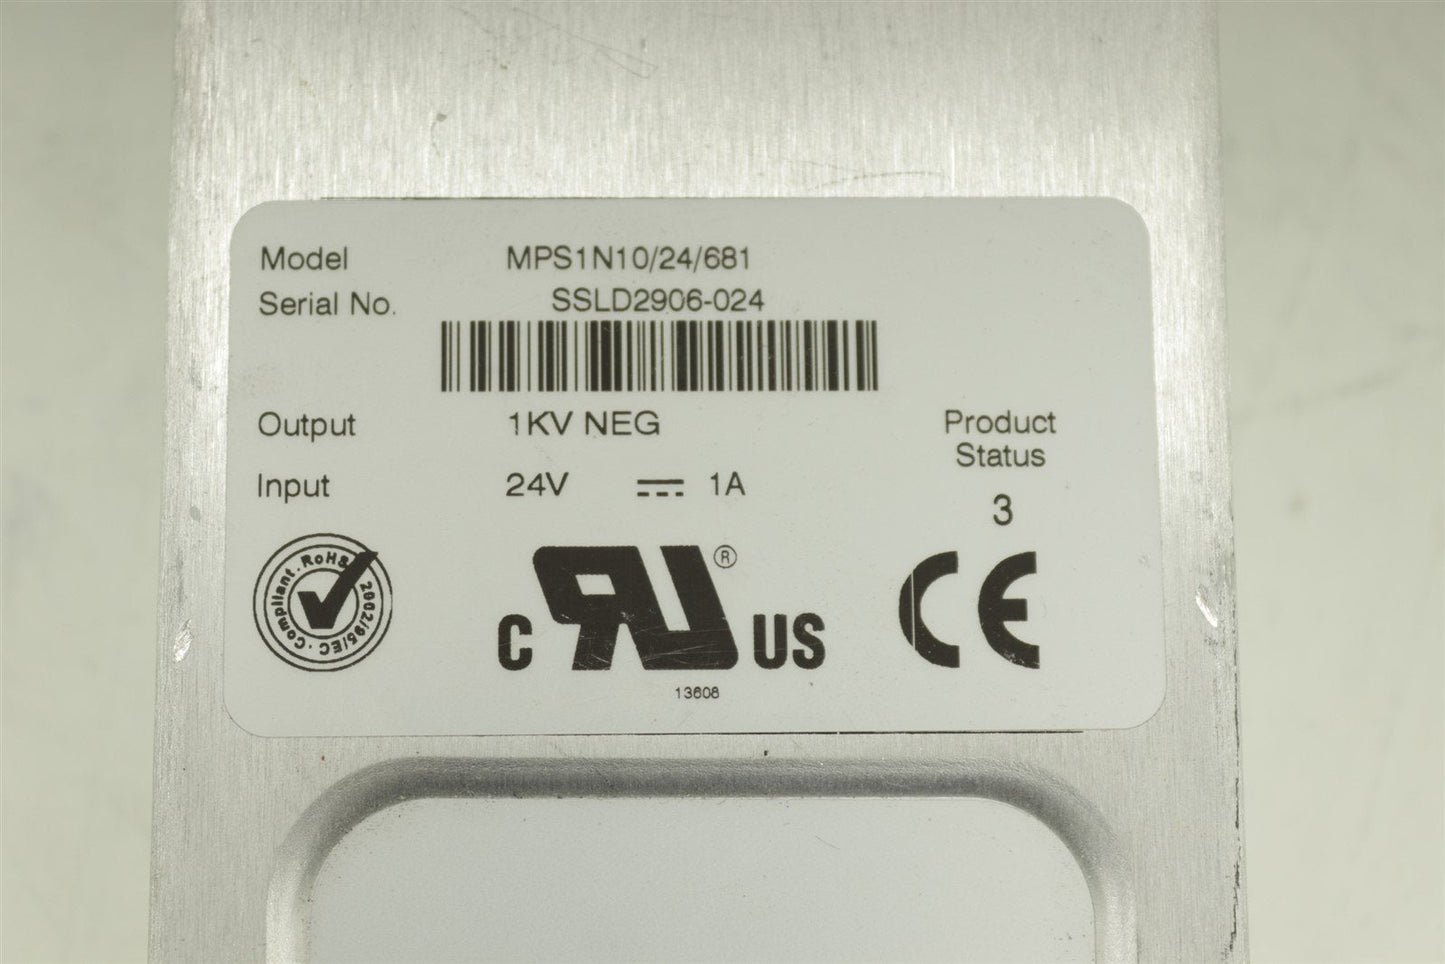 Model MPS1N10/24/681
Serial No. SSLD2906-024
Output 1KV NEG
Input 24V 1A
Product
Status
3
Compliant · RoHS 2002/95/EC ·
C UR ® US
13608
CE